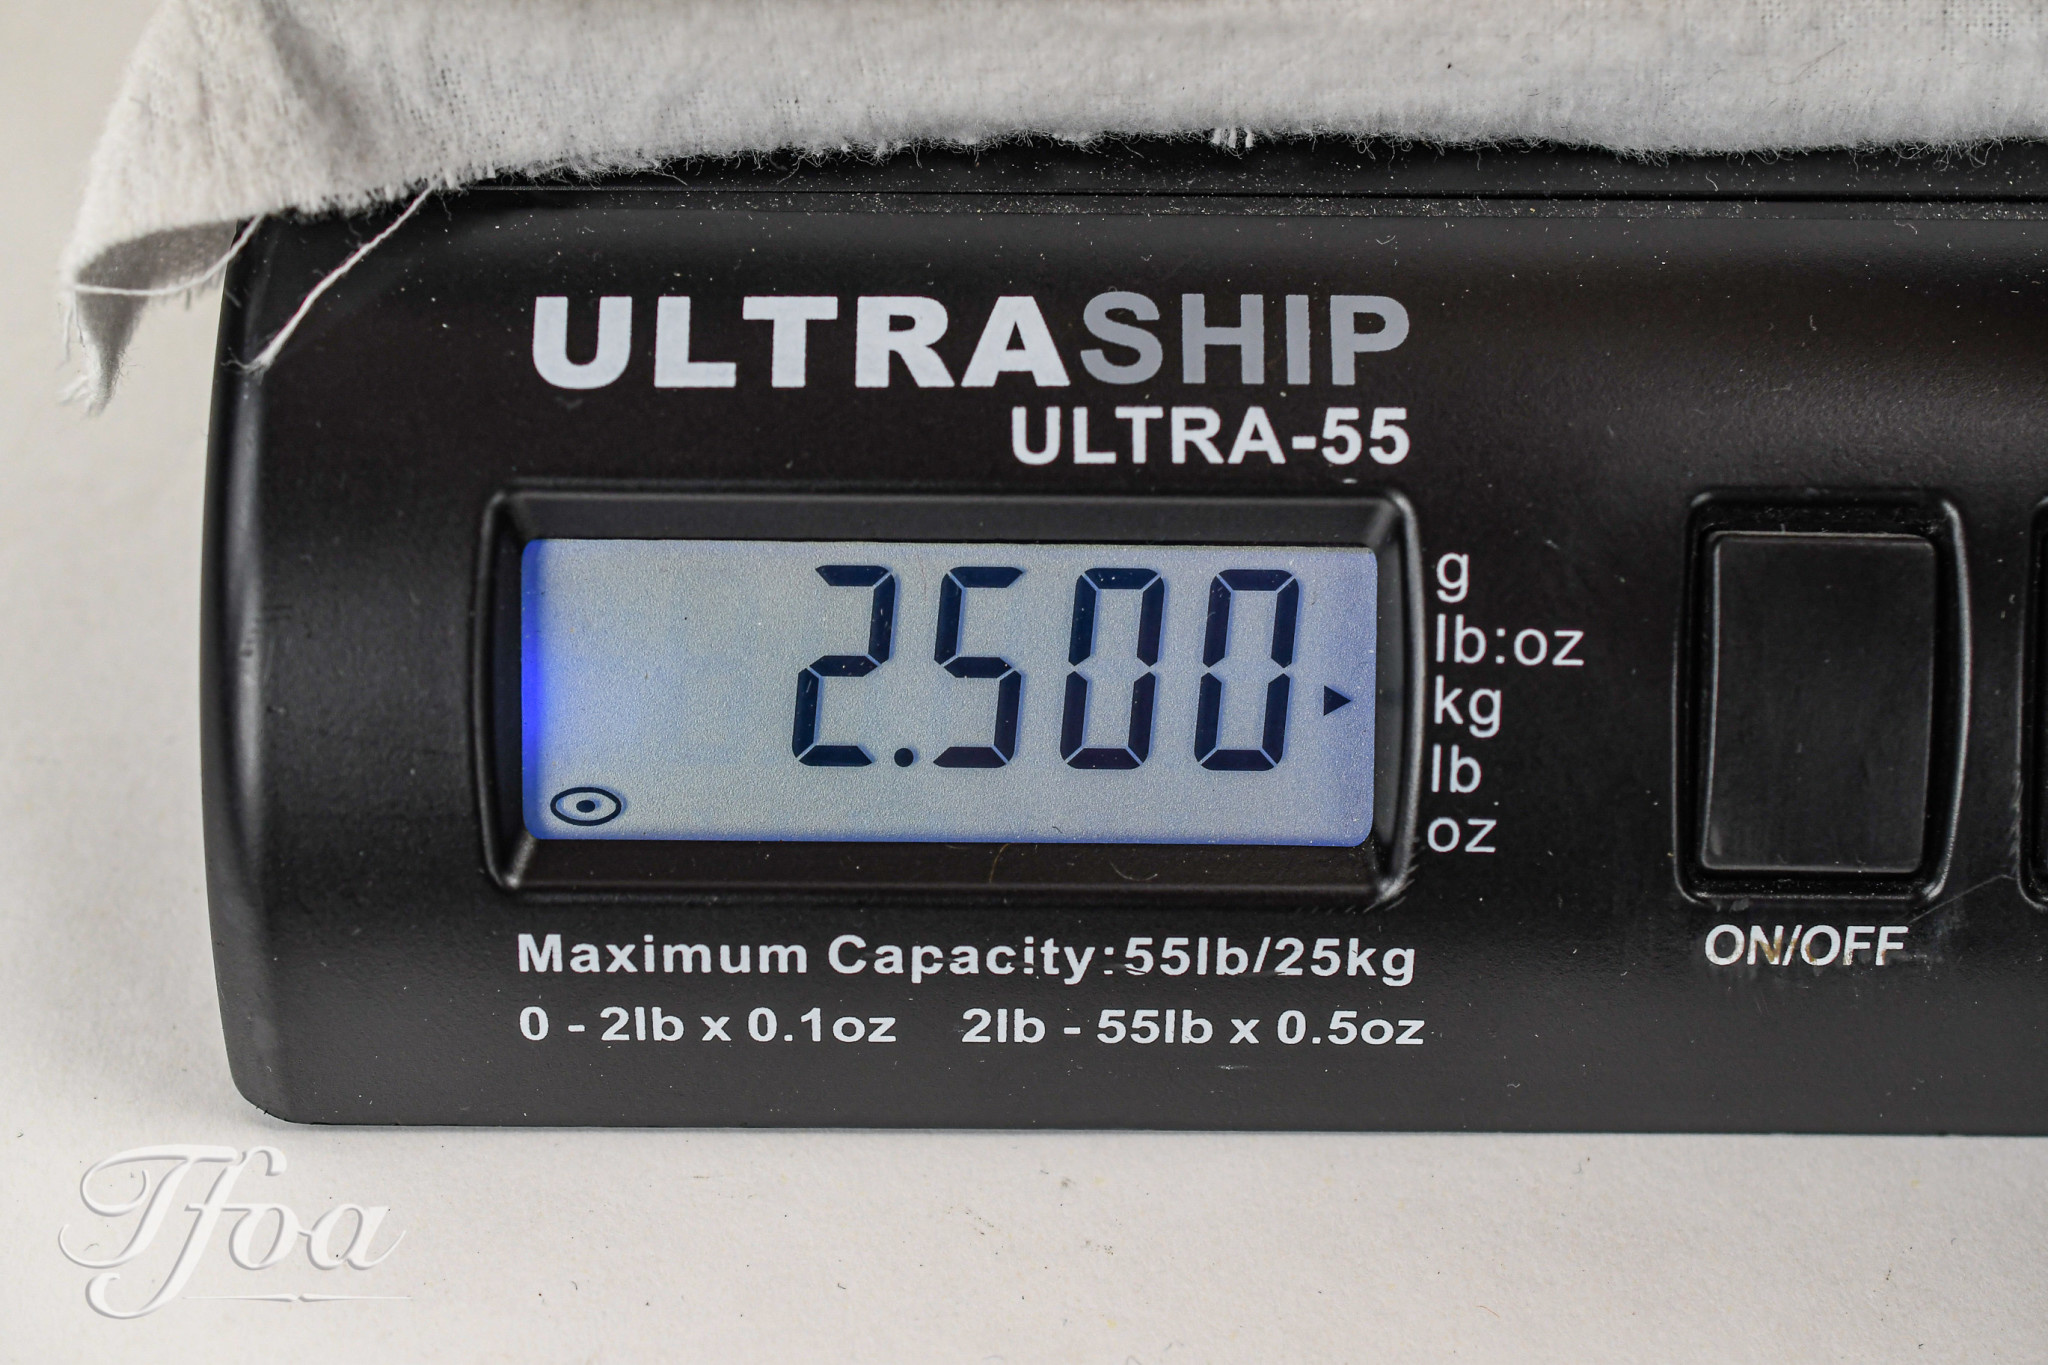 ULTRASHIP
ULTRA-55
2.500
g
lb:oz
kg
lb
oz
ON/OFF
Maximum Capacity:55lb/25kg
0 - 2lb x 0.1oz 2lb - 55lb x 0.5oz
Tfoa